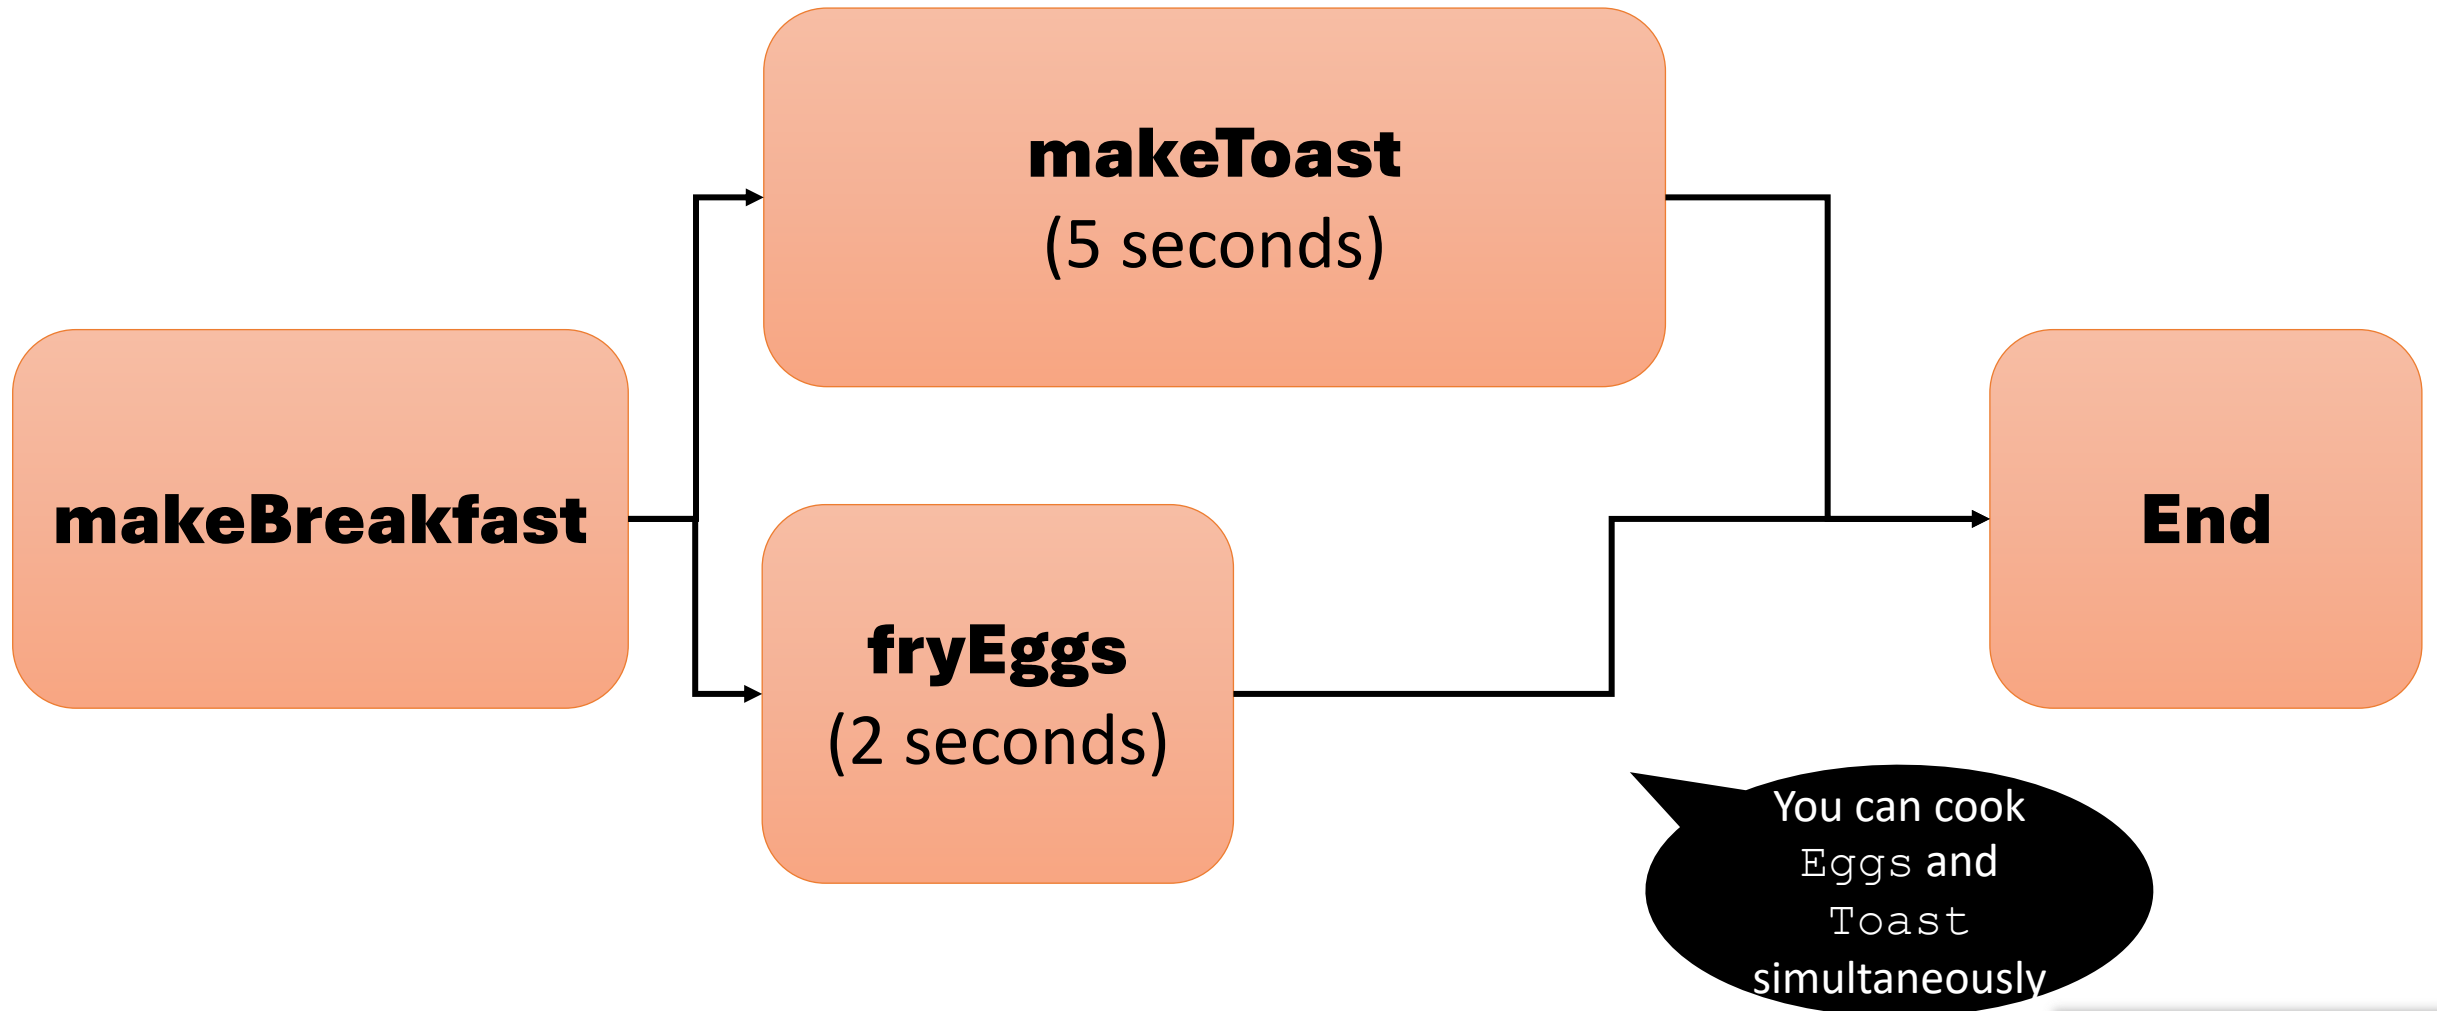 makeToast
(5 seconds)
makeBreakfast
End
fryEggs
(2 seconds)
You can cook
Eggs and
Toast
simultaneously